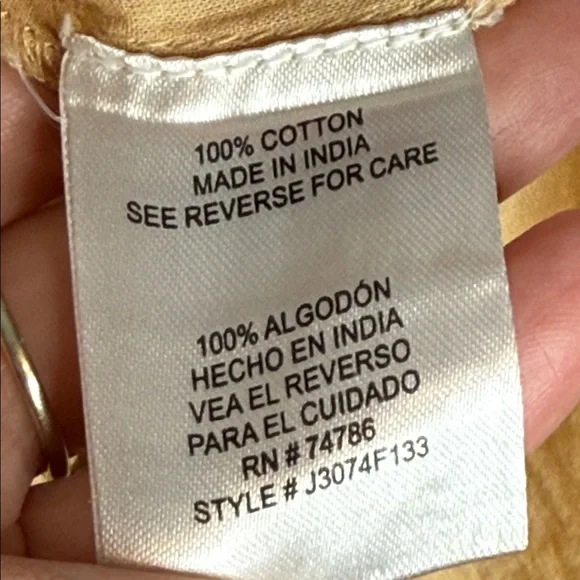 100% COTTON
MADE IN INDIA
SEE REVERSE FOR CARE
100% ALGODÓN
HECHO EN INDIA
VEA EL REVERSO
PARA EL CUIDADO
RN # 74786
STYLE # J3074F133